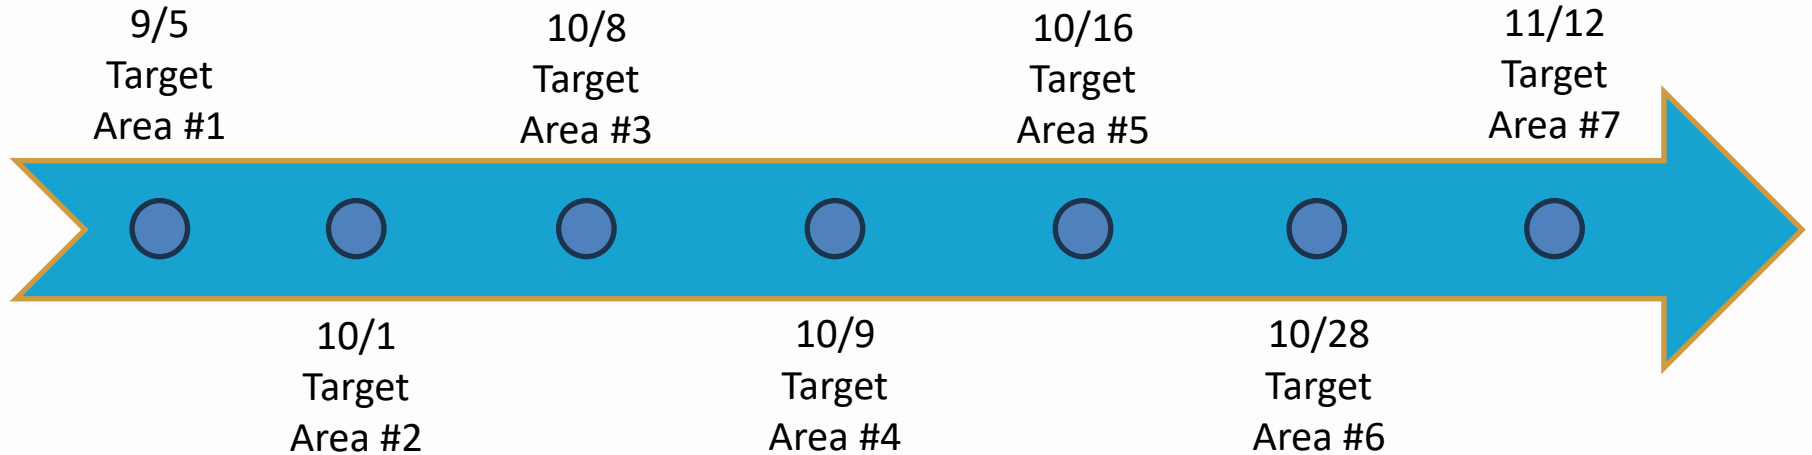 9/5
Target
Area #1
10/1
Target
Area #2
10/8
Target
Area #3
10/9
Target
Area #4
10/16
Target
Area #5
10/28
Target
Area #6
11/12
Target
Area #7